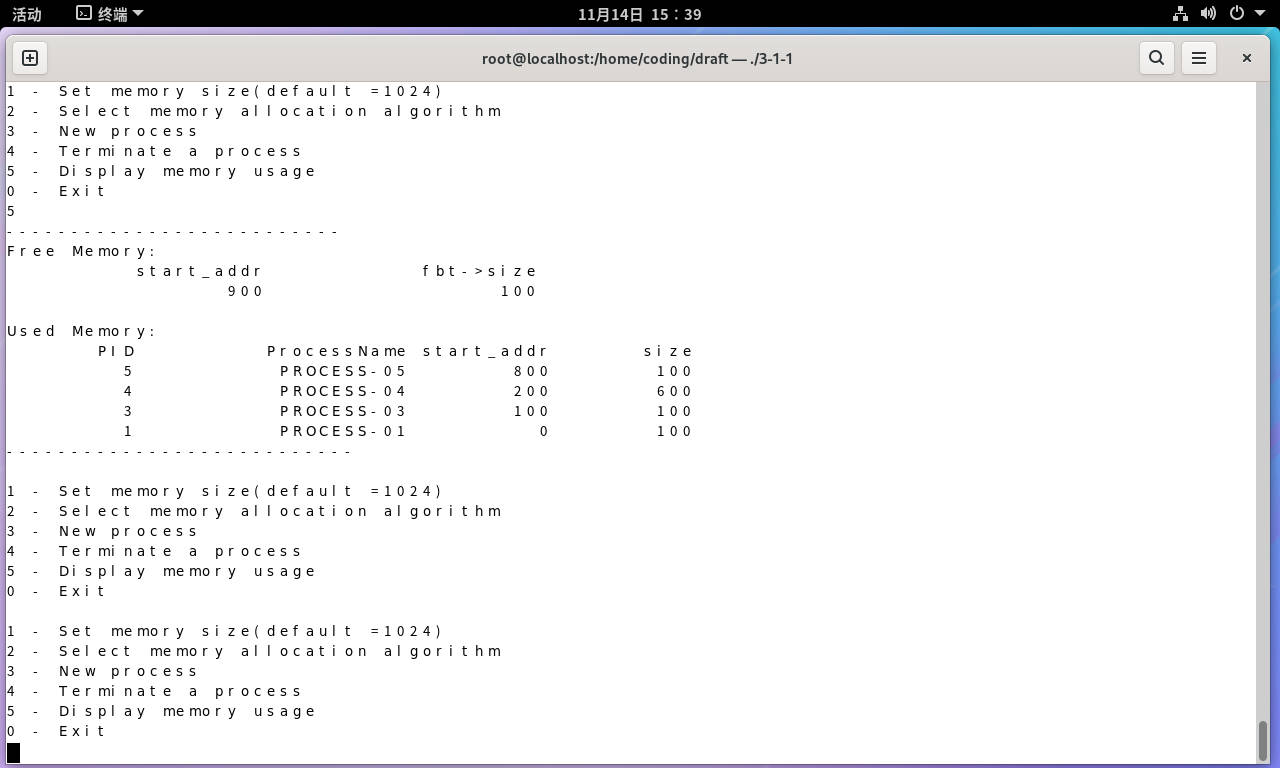 活动 终端 11月14日 15：39
root@localhost:/home/coding/draft — ./3-1-1
1 - Set memory size(default =1024)
2 - Select memory allocation algorithm
3 - New process
4 - Terminate a process
5 - Display memory usage
0 - Exit
5
--------------------------
Free Memory:
start_addr fbt->size
900 100
Used Memory:
PID ProcessName start_addr size
5 PROCESS-05 800 100
4 PROCESS-04 200 600
3 PROCESS-03 100 100
1 PROCESS-01 0 100
---------------------------
1 - Set memory size(default =1024)
2 - Select memory allocation algorithm
3 - New process
4 - Terminate a process
5 - Display memory usage
0 - Exit
1 - Set memory size(default =1024)
2 - Select memory allocation algorithm
3 - New process
4 - Terminate a process
5 - Display memory usage
0 - Exit